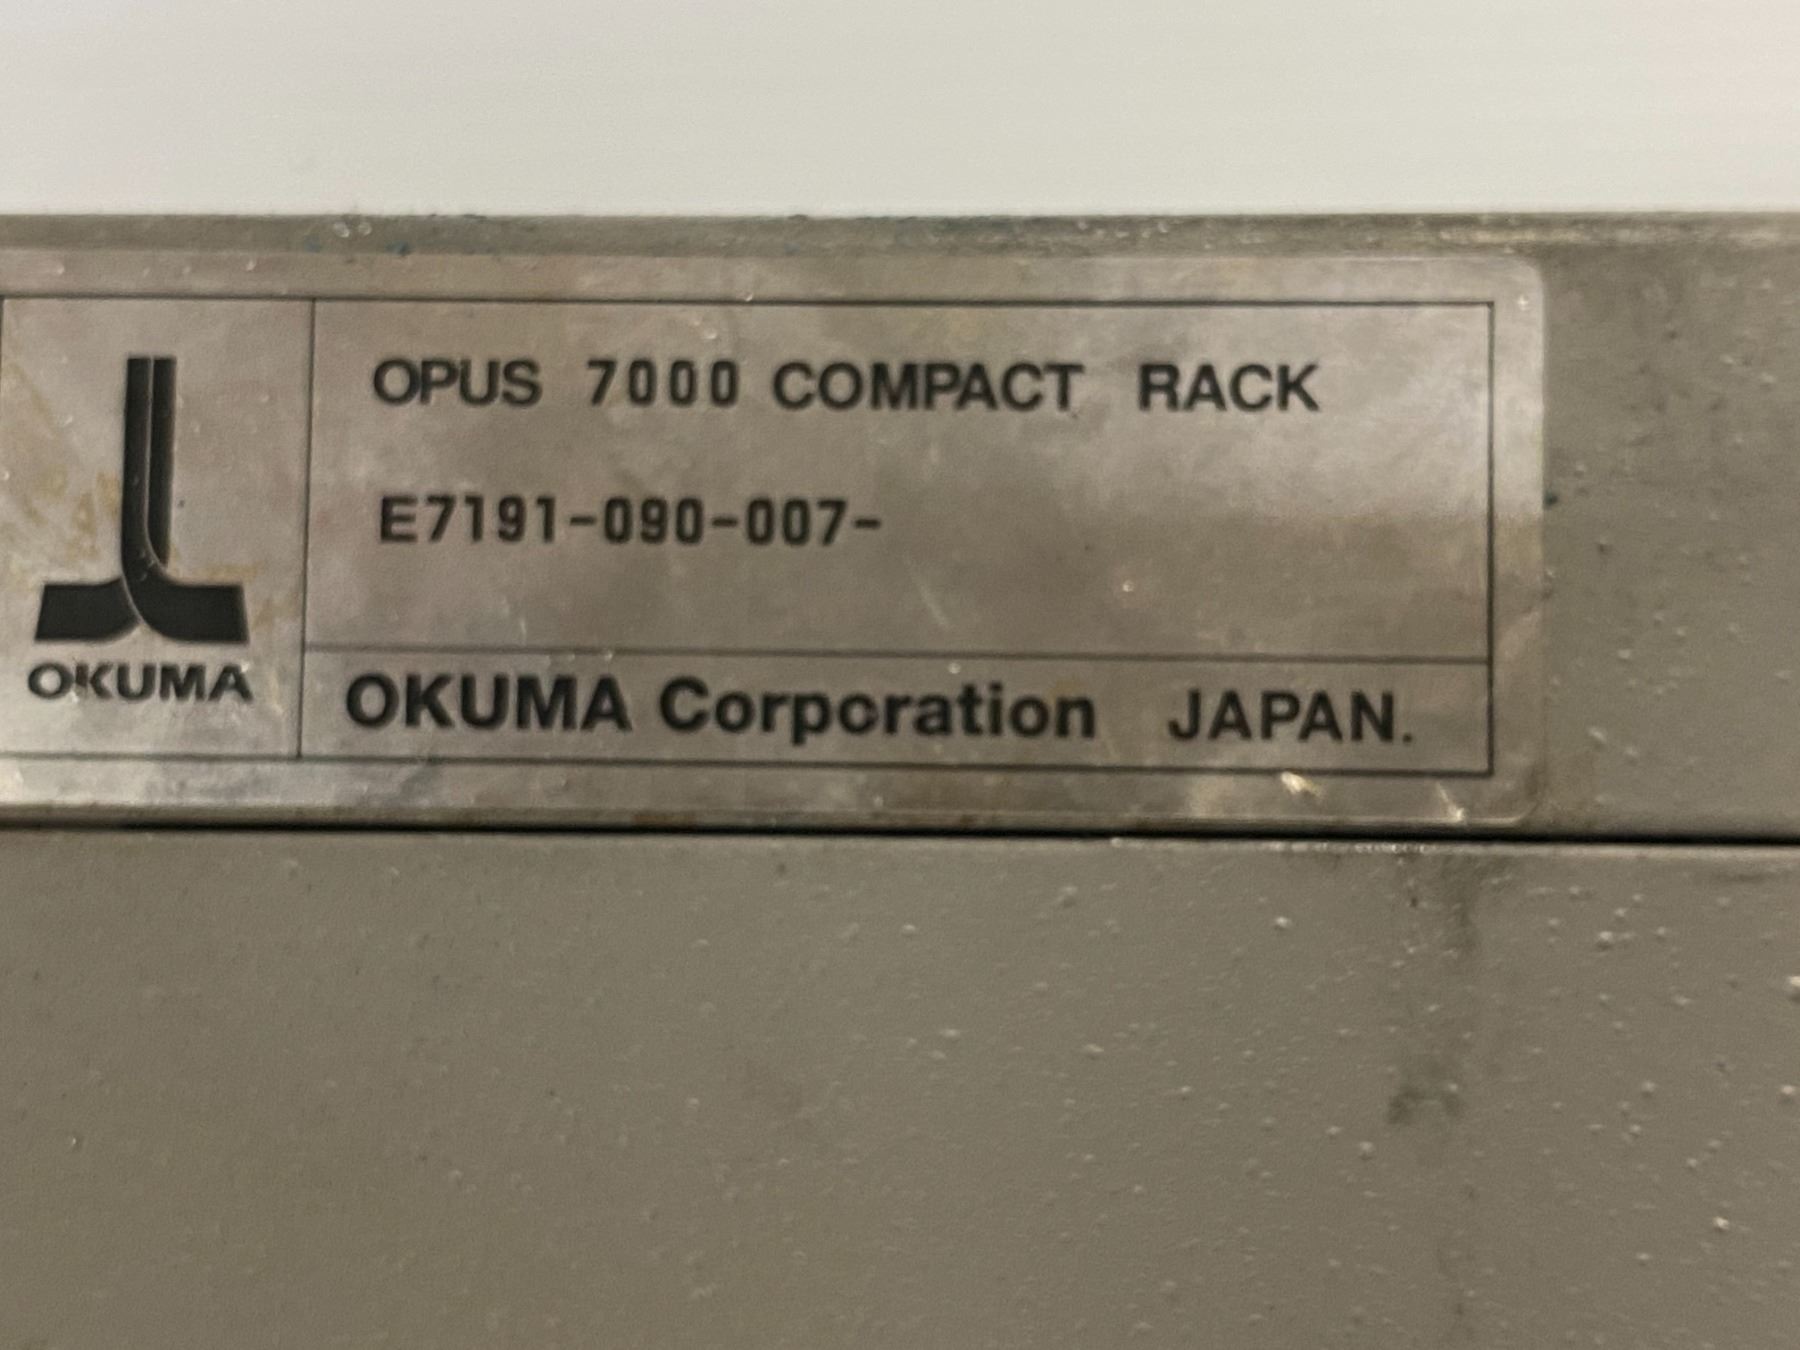 OPUS 7000 COMPACT RACK
E7191-090-007-
OKUMA
OKUMA Corporation JAPAN.